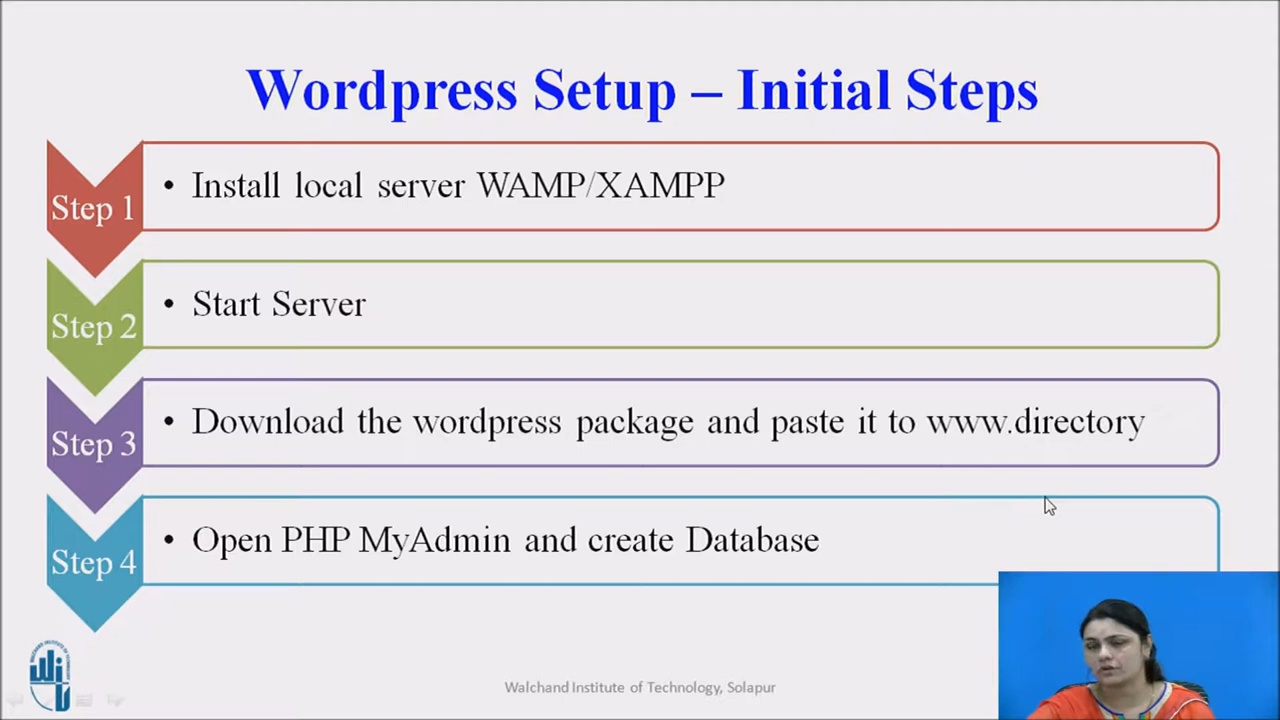 Wordpress Setup – Initial Steps
Step 1
• Install local server WAMP/XAMPP
Step 2
• Start Server
Step 3
• Download the wordpress package and paste it to www.directory
Step 4
• Open PHP MyAdmin and create Database
Walchand Institute of Technology, Solapur